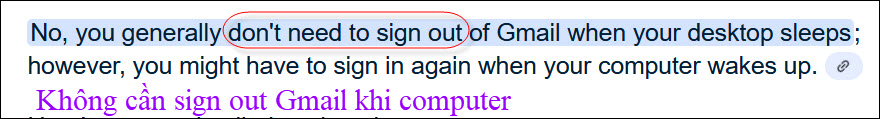 No, you generally don't need to sign out of Gmail when your desktop sleeps;
however, you might have to sign in again when your computer wakes up.
Không cần sign out Gmail khi computer